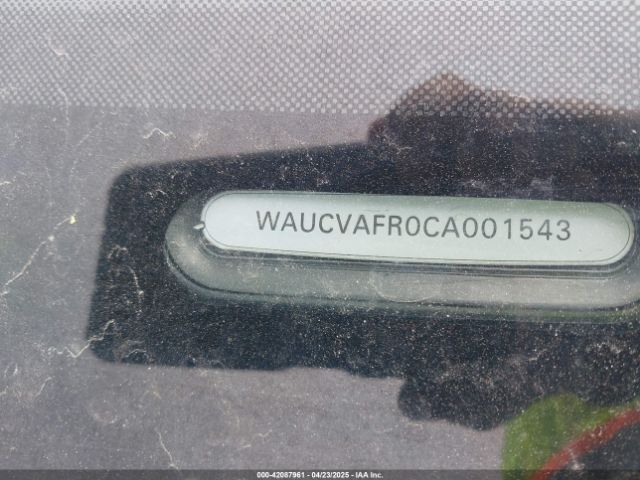 WAUCVAFR0CA001543
000-42087961 - 04/23/2025 - IAA Inc.